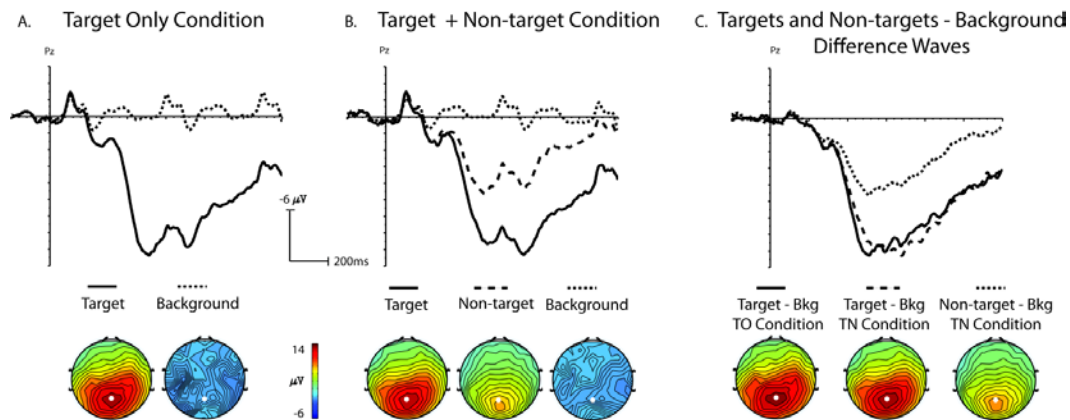 A. Target Only Condition
Pz
-6 μV
200ms
Target Background
14
μV
-6
B. Target + Non-target Condition
Pz
Target Non-target Background
C. Targets and Non-targets - Background
Difference Waves
Pz
Target - Bkg Target - Bkg Non-target - Bkg
TO Condition TN Condition TN Condition